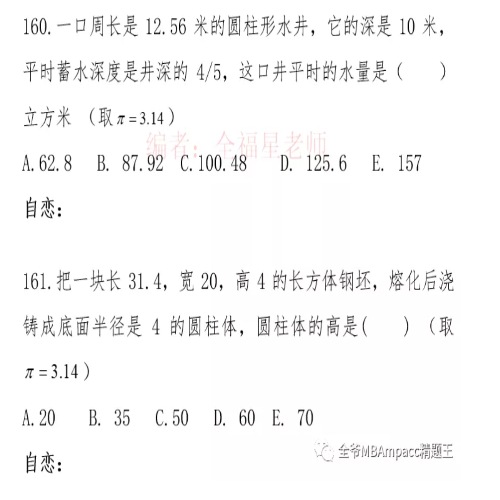 160.一口周长是 12.56 米的圆柱形水井，它的深是 10 米，
平时蓄水深度是井深的 4/5，这口井平时的水量是（    ）
立方米 （取π=3.14）
编者：全福星老师
A.62.8   B. 87.92  C.100.48   D. 125.6  E. 157
自恋：
161.把一块长 31.4，宽 20，高 4 的长方体钢坯，熔化后浇
铸成底面半径是 4 的圆柱体，圆柱体的高是(    ) （取
π=3.14）
A.20   B. 35   C.50   D. 60  E. 70
全爷MBAmpacc精题王
自恋：